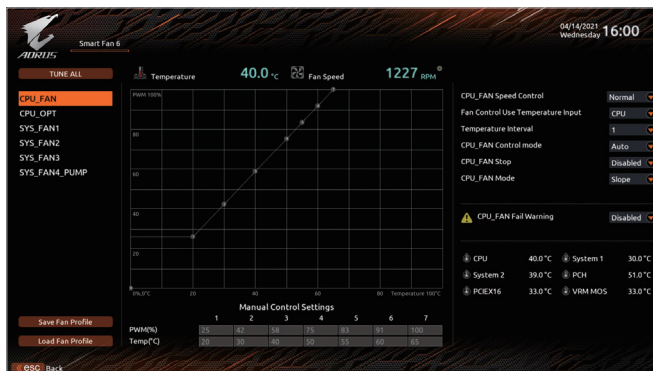 AORUS
Smart Fan 6
04/14/2021
Wednesday 16:00
TUNE ALL
Temperature 40.0 °C Fan Speed 1227 RPM
CPU_FAN
CPU_OPT
SYS_FAN1
SYS_FAN2
SYS_FAN3
SYS_FAN4_PUMP
Save Fan Profile
Load Fan Profile
PWM 100%
80
60
40
20
0%,0°C 20 40 60 80 Temperature 100°C
Manual Control Settings
1 2 3 4 5 6 7
PWM(%) 25 42 58 75 83 91 100
Temp(°C) 20 30 40 50 55 60 65
CPU_FAN Speed Control Normal
Fan Control Use Temperature Input CPU
Temperature Interval 1
CPU_FAN Control mode Auto
CPU_FAN Stop Disabled
CPU_FAN Mode Slope
CPU_FAN Fail Warning Disabled
CPU 40.0°C System 1 30.0°C
System 2 39.0°C PCH 51.0°C
PCIEX16 33.0°C VRM MOS 33.0°C
esc Back